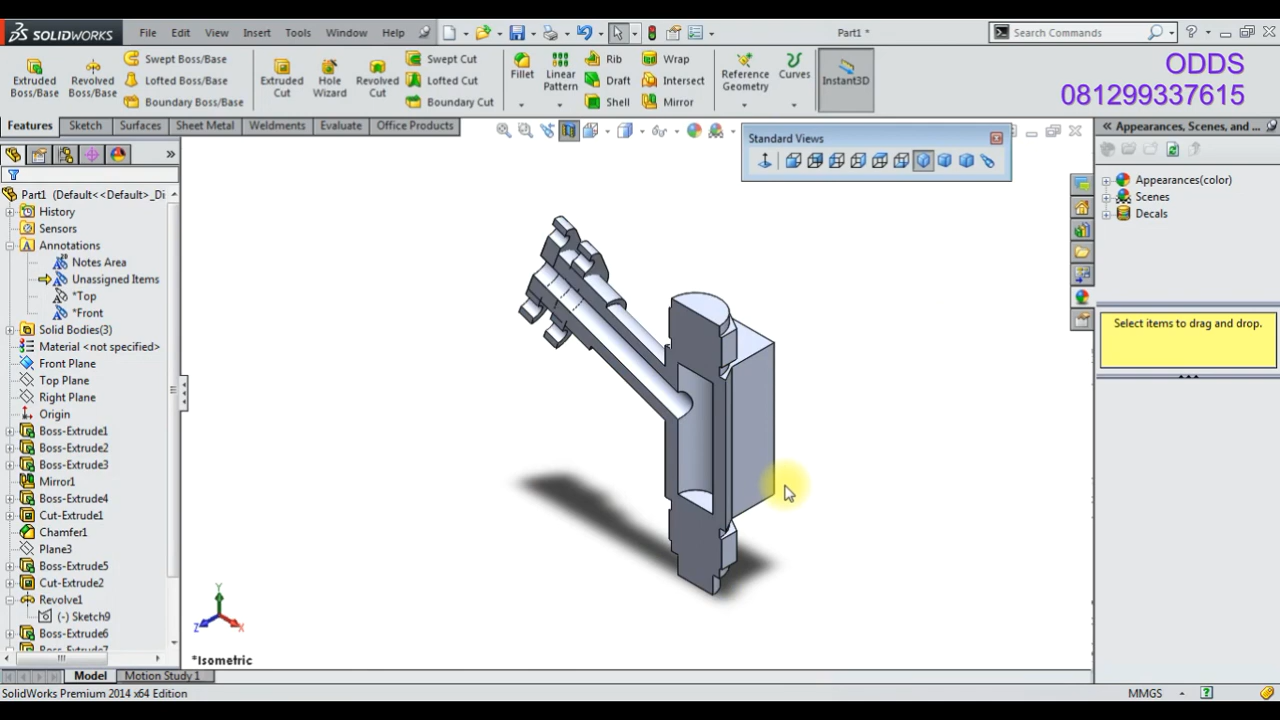 SOLIDWORKS File Edit View Insert Tools Window Help Part1 * Search Commands
ODDS
081299337615
Extruded Boss/Base
Revolved Boss/Base
Swept Boss/Base
Lofted Boss/Base
Boundary Boss/Base
Extruded Cut
Hole Wizard
Revolved Cut
Swept Cut
Lofted Cut
Boundary Cut
Fillet
Linear Pattern
Rib
Draft
Shell
Wrap
Intersect
Mirror
Reference Geometry
Curves
Instant3D
Features Sketch Surfaces Sheet Metal Weldments Evaluate Office Products
Standard Views
Appearances, Scenes, and ...
Appearances(color)
Scenes
Decals
Select items to drag and drop.
Part1 (Default<<Default>_Di
History
Sensors
Annotations
Notes Area
Unassigned Items
*Top
*Front
Solid Bodies(3)
Material <not specified>
Front Plane
Top Plane
Right Plane
Origin
Boss-Extrude1
Boss-Extrude2
Boss-Extrude3
Mirror1
Boss-Extrude4
Cut-Extrude1
Chamfer1
Plane3
Boss-Extrude5
Cut-Extrude2
Revolve1
(-) Sketch9
Boss-Extrude6
Boss-Extrude7
Y
Z X
*Isometric
Model Motion Study 1
SolidWorks Premium 2014 x64 Edition MMGS